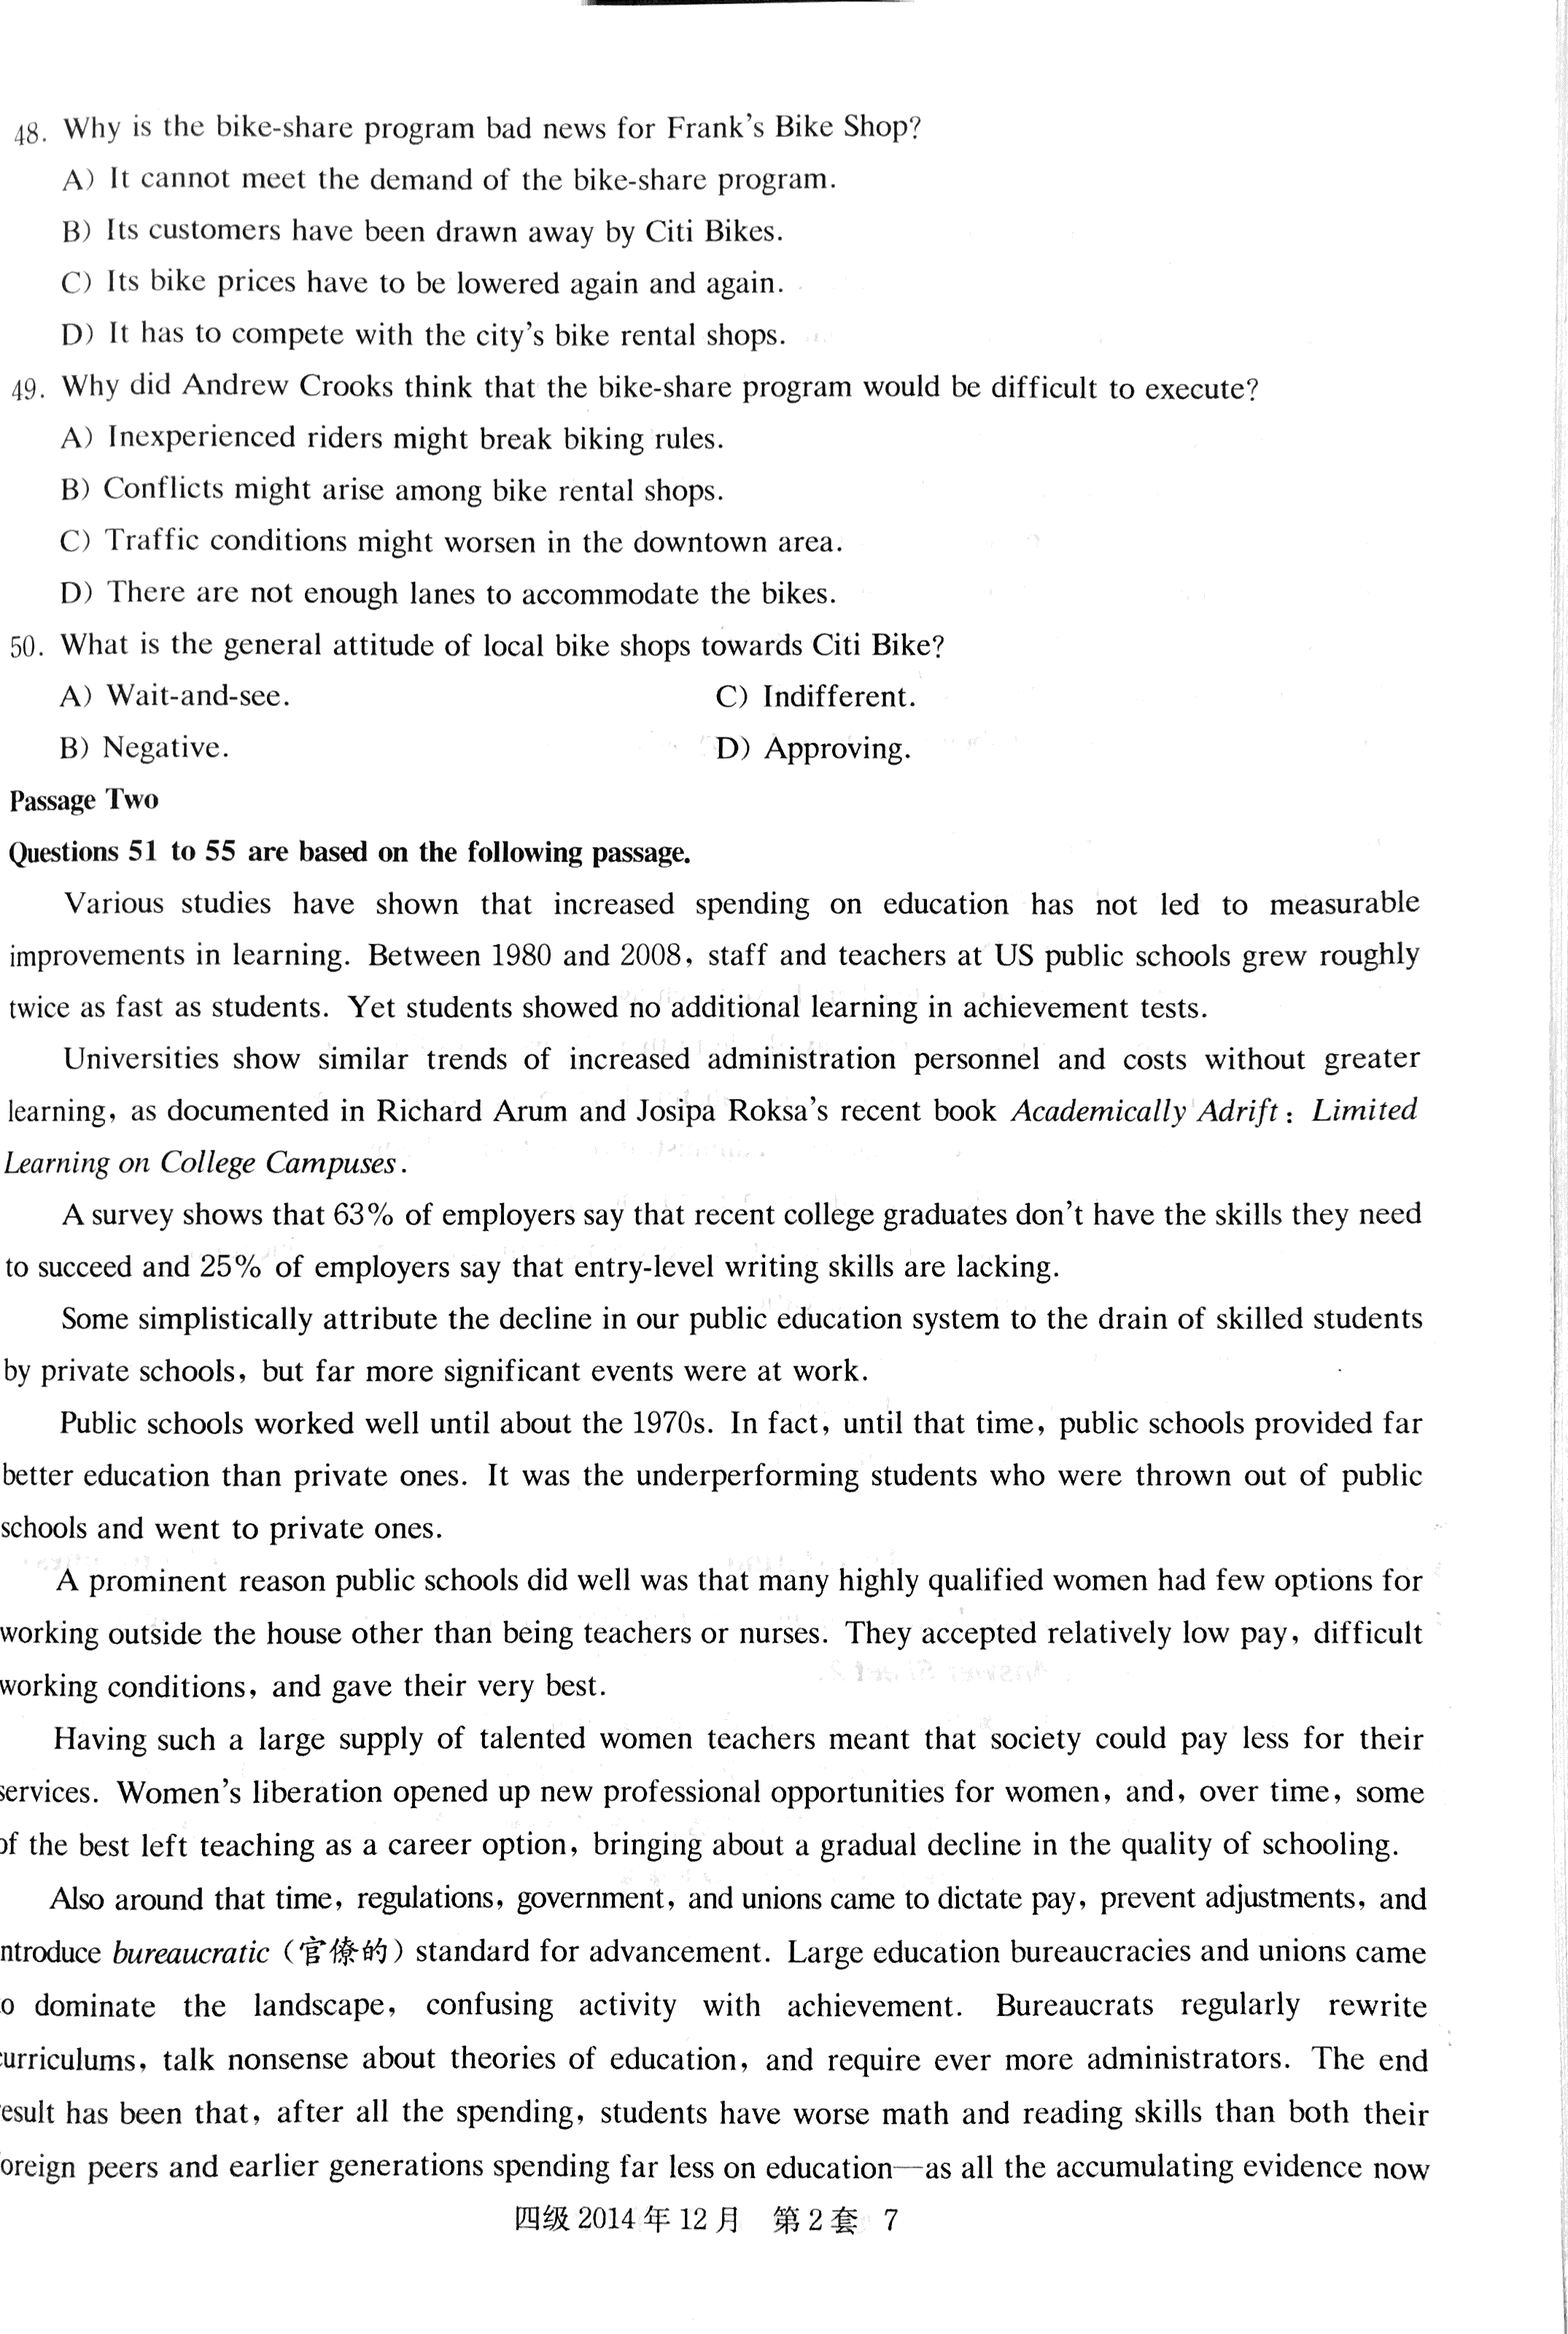 48. Why is the bike-share program bad news for Frank's Bike Shop?
A) It cannot meet the demand of the bike-share program.
B) Its customers have been drawn away by Citi Bikes.
C) Its bike prices have to be lowered again and again.
D) It has to compete with the city's bike rental shops.
49. Why did Andrew Crooks think that the bike-share program would be difficult to execute?
A) Inexperienced riders might break biking rules.
B) Conflicts might arise among bike rental shops.
C) Traffic conditions might worsen in the downtown area.
D) There are not enough lanes to accommodate the bikes.
50. What is the general attitude of local bike shops towards Citi Bike?
A) Wait-and-see. C) Indifferent.
B) Negative. D) Approving.
Passage Two
Questions 51 to 55 are based on the following passage.
Various studies have shown that increased spending on education has not led to measurable
improvements in learning. Between 1980 and 2008, staff and teachers at US public schools grew roughly
twice as fast as students. Yet students showed no additional learning in achievement tests.
Universities show similar trends of increased administration personnel and costs without greater
learning, as documented in Richard Arum and Josipa Roksa's recent book Academically Adrift: Limited
Learning on College Campuses.
A survey shows that 63% of employers say that recent college graduates don't have the skills they need
to succeed and 25% of employers say that entry-level writing skills are lacking.
Some simplistically attribute the decline in our public education system to the drain of skilled students
by private schools, but far more significant events were at work.
Public schools worked well until about the 1970s. In fact, until that time, public schools provided far
better education than private ones. It was the underperforming students who were thrown out of public
schools and went to private ones.
A prominent reason public schools did well was that many highly qualified women had few options for
working outside the house other than being teachers or nurses. They accepted relatively low pay, difficult
working conditions, and gave their very best.
Having such a large supply of talented women teachers meant that society could pay less for their
services. Women's liberation opened up new professional opportunities for women, and, over time, some
of the best left teaching as a career option, bringing about a gradual decline in the quality of schooling.
Also around that time, regulations, government, and unions came to dictate pay, prevent adjustments, and
ntroduce bureaucratic (官僚的) standard for advancement. Large education bureaucracies and unions came
o dominate the landscape, confusing activity with achievement. Bureaucrats regularly rewrite
urriculums, talk nonsense about theories of education, and require ever more administrators. The end
esult has been that, after all the spending, students have worse math and reading skills than both their
oreign peers and earlier generations spending far less on education—as all the accumulating evidence now
四级 2014 年 12 月 第 2 套 7